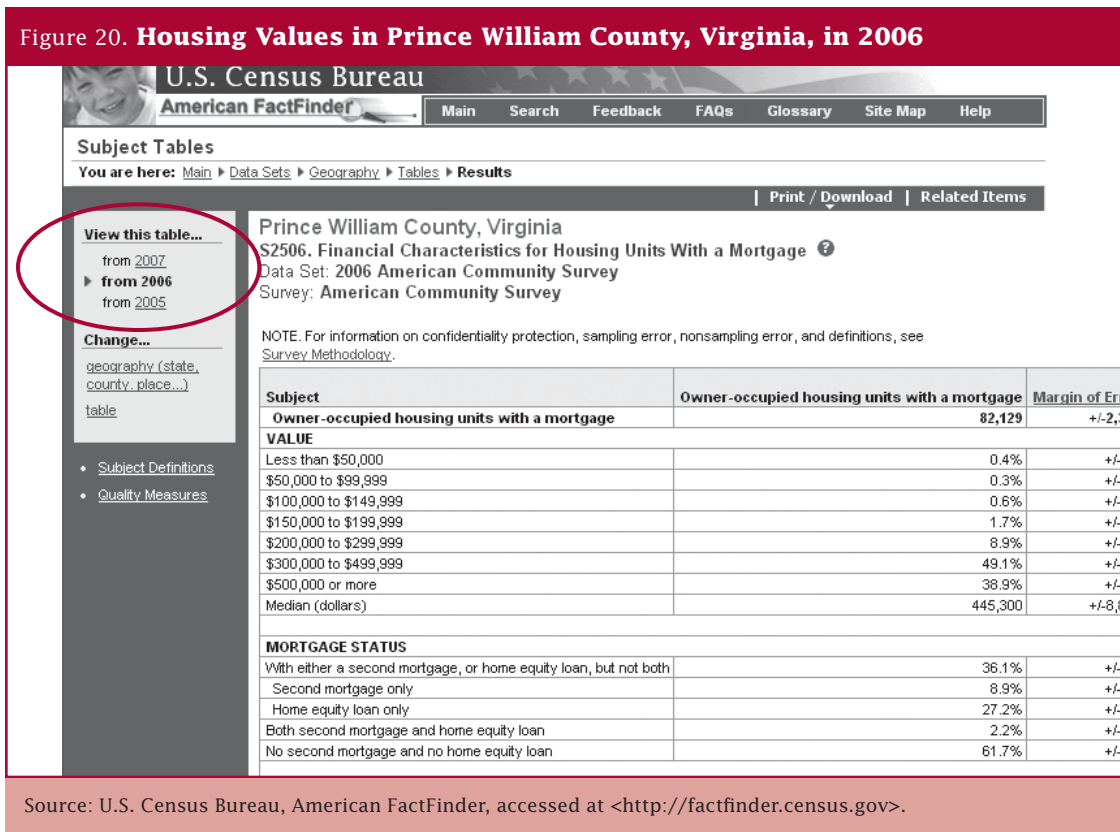 Figure 20. Housing Values in Prince William County, Virginia, in 2006
U.S. Census Bureau
American FactFinder
Main Search Feedback FAQs Glossary Site Map Help
Subject Tables
You are here: Main ▶ Data Sets ▶ Geography ▶ Tables ▶ Results
| Print / Download | Related Items
View this table...
from 2007
▶ from 2006
from 2005
Change...
geography (state,
county, place...)
table
• Subject Definitions
• Quality Measures
Prince William County, Virginia
S2506. Financial Characteristics for Housing Units With a Mortgage ?
Data Set: 2006 American Community Survey
Survey: American Community Survey
NOTE. For information on confidentiality protection, sampling error, nonsampling error, and definitions, see
Survey Methodology.
Subject Owner-occupied housing units with a mortgage Margin of Er
Owner-occupied housing units with a mortgage 82,129 +/-2,
VALUE
Less than $50,000 0.4% +/-
$50,000 to $99,999 0.3% +/-
$100,000 to $149,999 0.6% +/-
$150,000 to $199,999 1.7% +/-
$200,000 to $299,999 8.9% +/-
$300,000 to $499,999 49.1% +/-
$500,000 or more 38.9% +/-
Median (dollars) 445,300 +/-8,
MORTGAGE STATUS
With either a second mortgage, or home equity loan, but not both 36.1% +/-
Second mortgage only 8.9% +/-
Home equity loan only 27.2% +/-
Both second mortgage and home equity loan 2.2% +/-
No second mortgage and no home equity loan 61.7% +/-
Source: U.S. Census Bureau, American FactFinder, accessed at <http://factfinder.census.gov>.